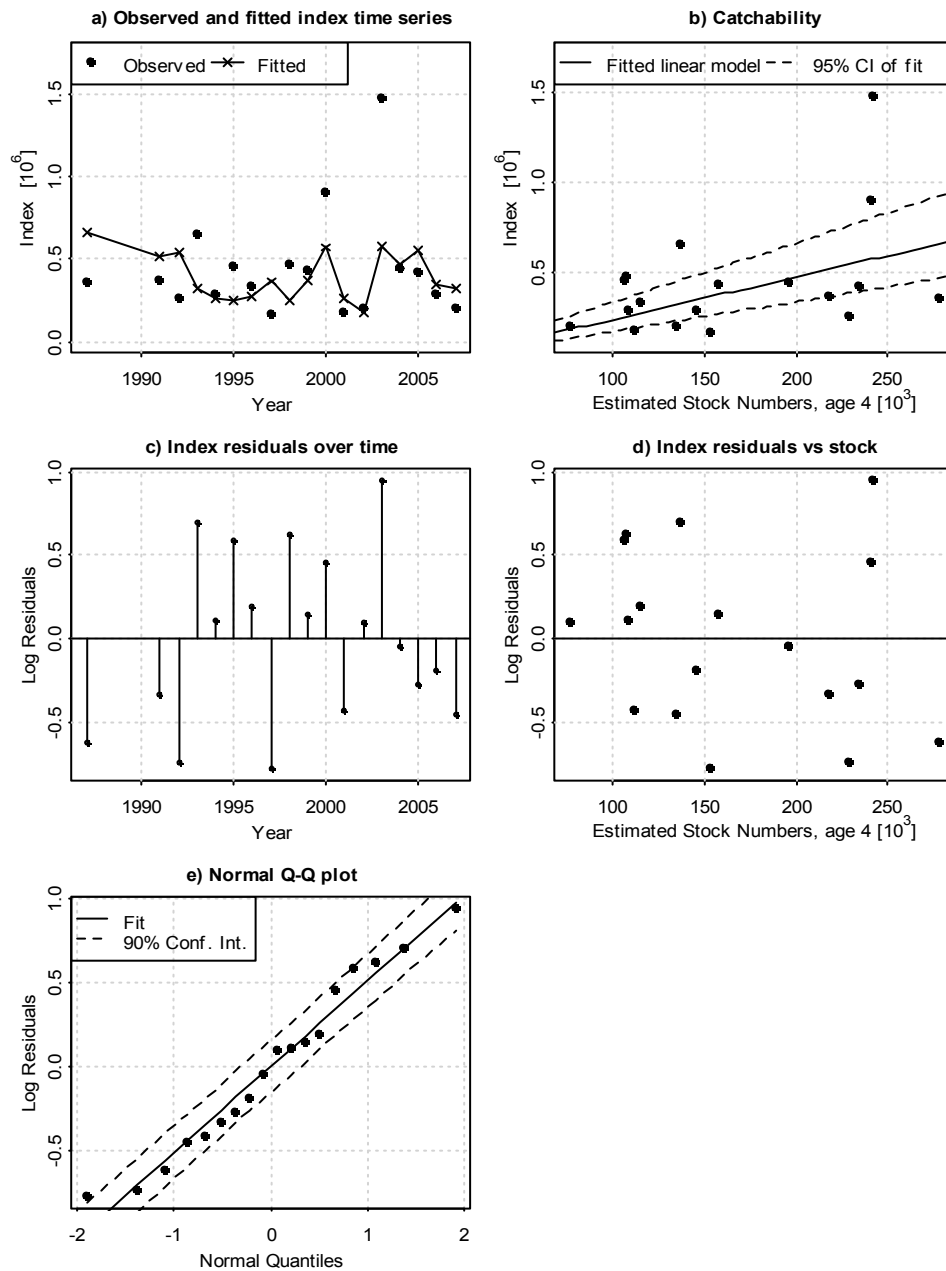 a) Observed and fitted index time series
Observed Fitted
Index [10^6]
0.0 0.5 1.0 1.5
1990 1995 2000 2005
Year
b) Catchability
Fitted linear model 95% CI of fit
Index [10^6]
0.5 1.0 1.5
100 150 200 250
Estimated Stock Numbers, age 4 [10^3]
c) Index residuals over time
Log Residuals
-0.5 0.0 0.5 1.0
1990 1995 2000 2005
Year
d) Index residuals vs stock
Log Residuals
-0.5 0.0 0.5 1.0
100 150 200 250
Estimated Stock Numbers, age 4 [10^3]
e) Normal Q-Q plot
Fit
90% Conf. Int.
Log Residuals
-0.5 0.0 0.5 1.0
-2 -1 0 1 2
Normal Quantiles